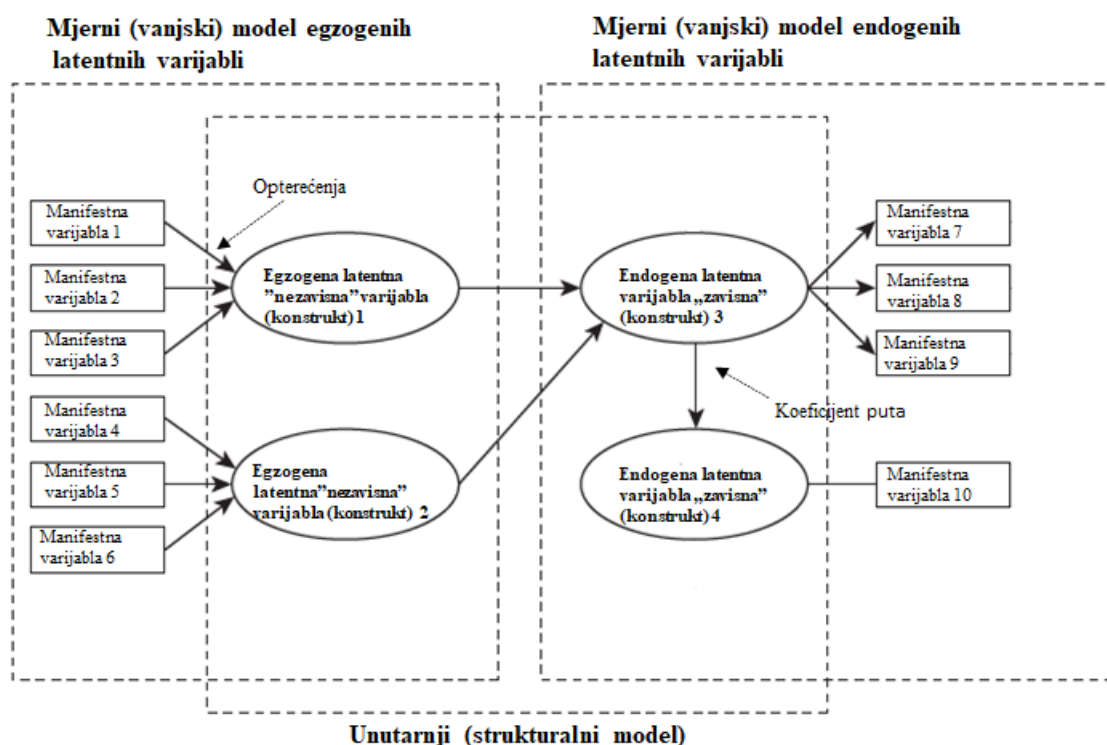 Mjerni (vanjski) model egzogenih
latentnih varijabli
Mjerni (vanjski) model endogenih
latentnih varijabli
Opterećenja
Manifestna
varijabla 1
Manifestna
varijabla 2
Manifestna
varijabla 3
Manifestna
varijabla 4
Manifestna
varijabla 5
Manifestna
varijabla 6
Egzogena latentna
”nezavisna” varijabla
(konstrukt) 1
Egzogena
latentna”nezavisna”
varijabla (konstrukt) 2
Endogena latentna
varijabla „zavisna”
(konstrukt) 3
Koeficijent puta
Endogena latentna
varijabla „zavisna”
(konstrukt) 4
Manifestna
varijabla 7
Manifestna
varijabla 8
Manifestna
varijabla 9
Manifestna
varijabla 10
Unutarnji (strukturalni model)